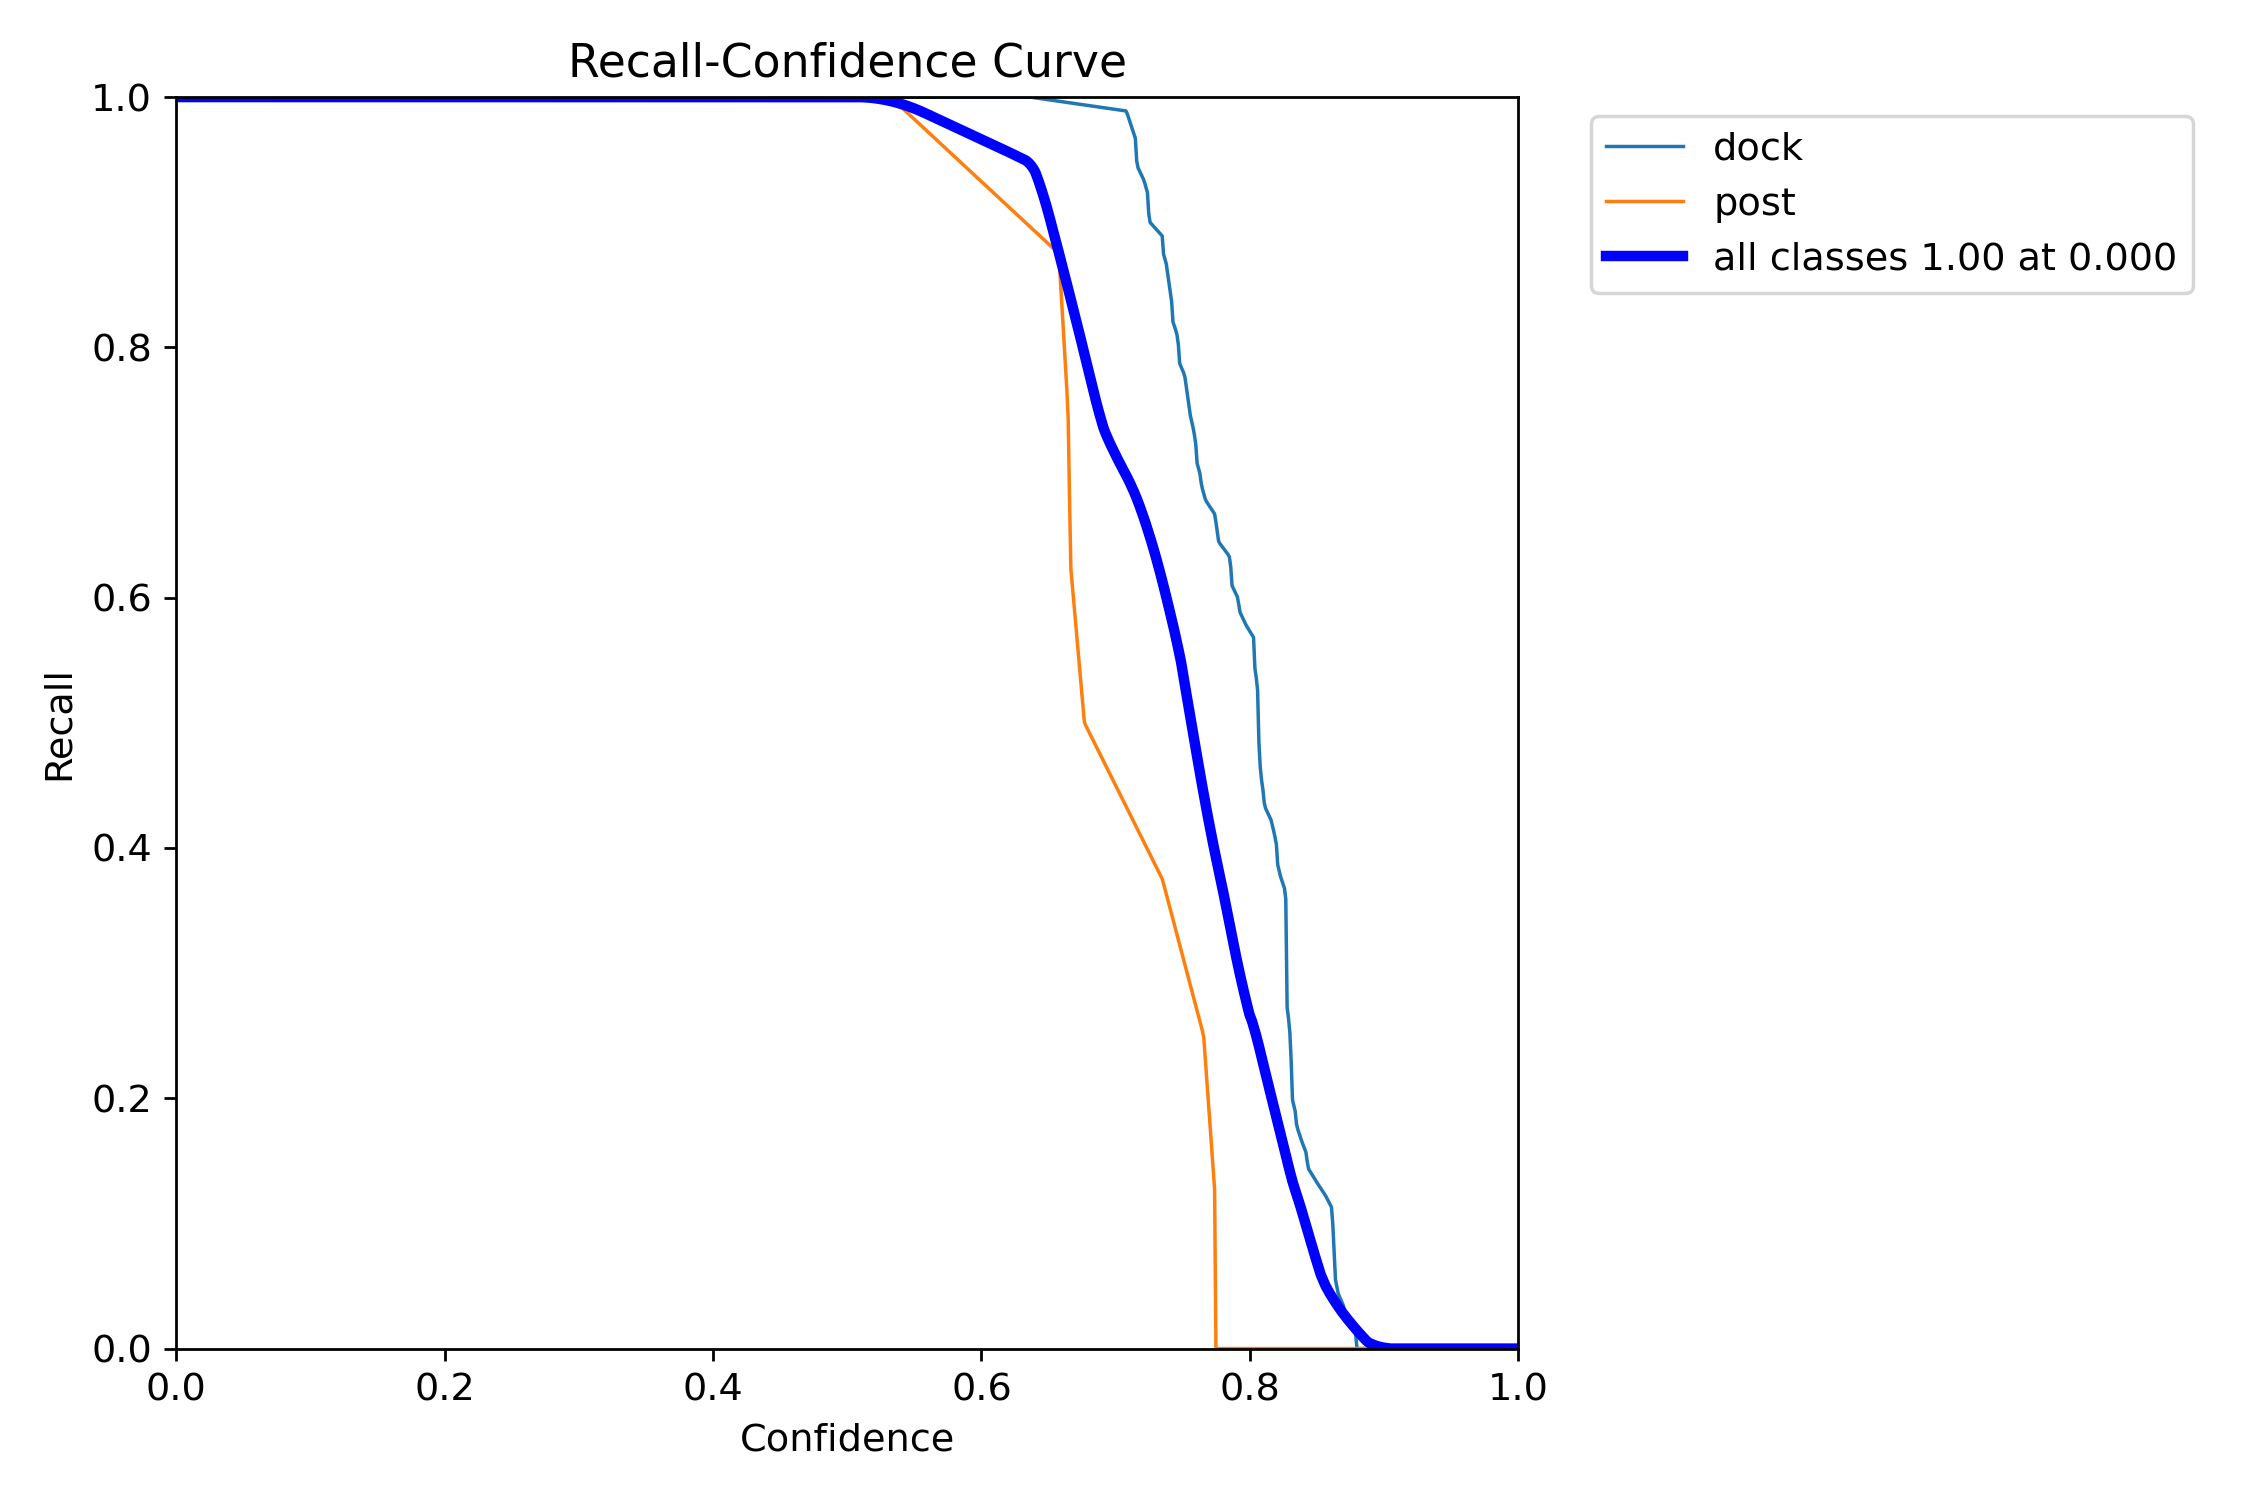 Recall-Confidence Curve
1.0
0.8
0.6
0.4
0.2
0.0
Recall
0.0 0.2 0.4 0.6 0.8 1.0
Confidence
dock
post
all classes 1.00 at 0.000